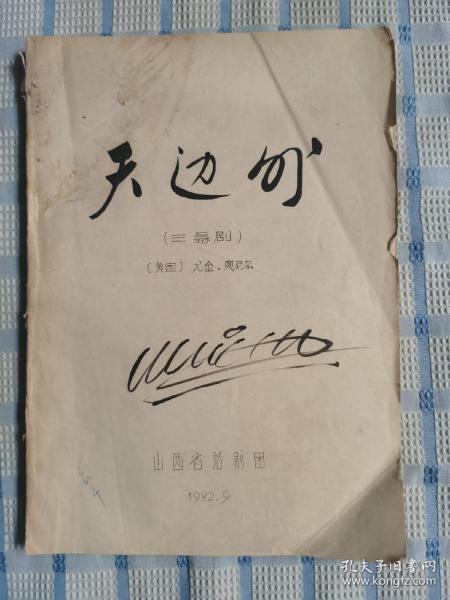 天边外
(三幕剧)
〔美国〕尤金·奥尼尔
山西省话剧团
1982.9
孔夫子旧书网
www.kongfz.com